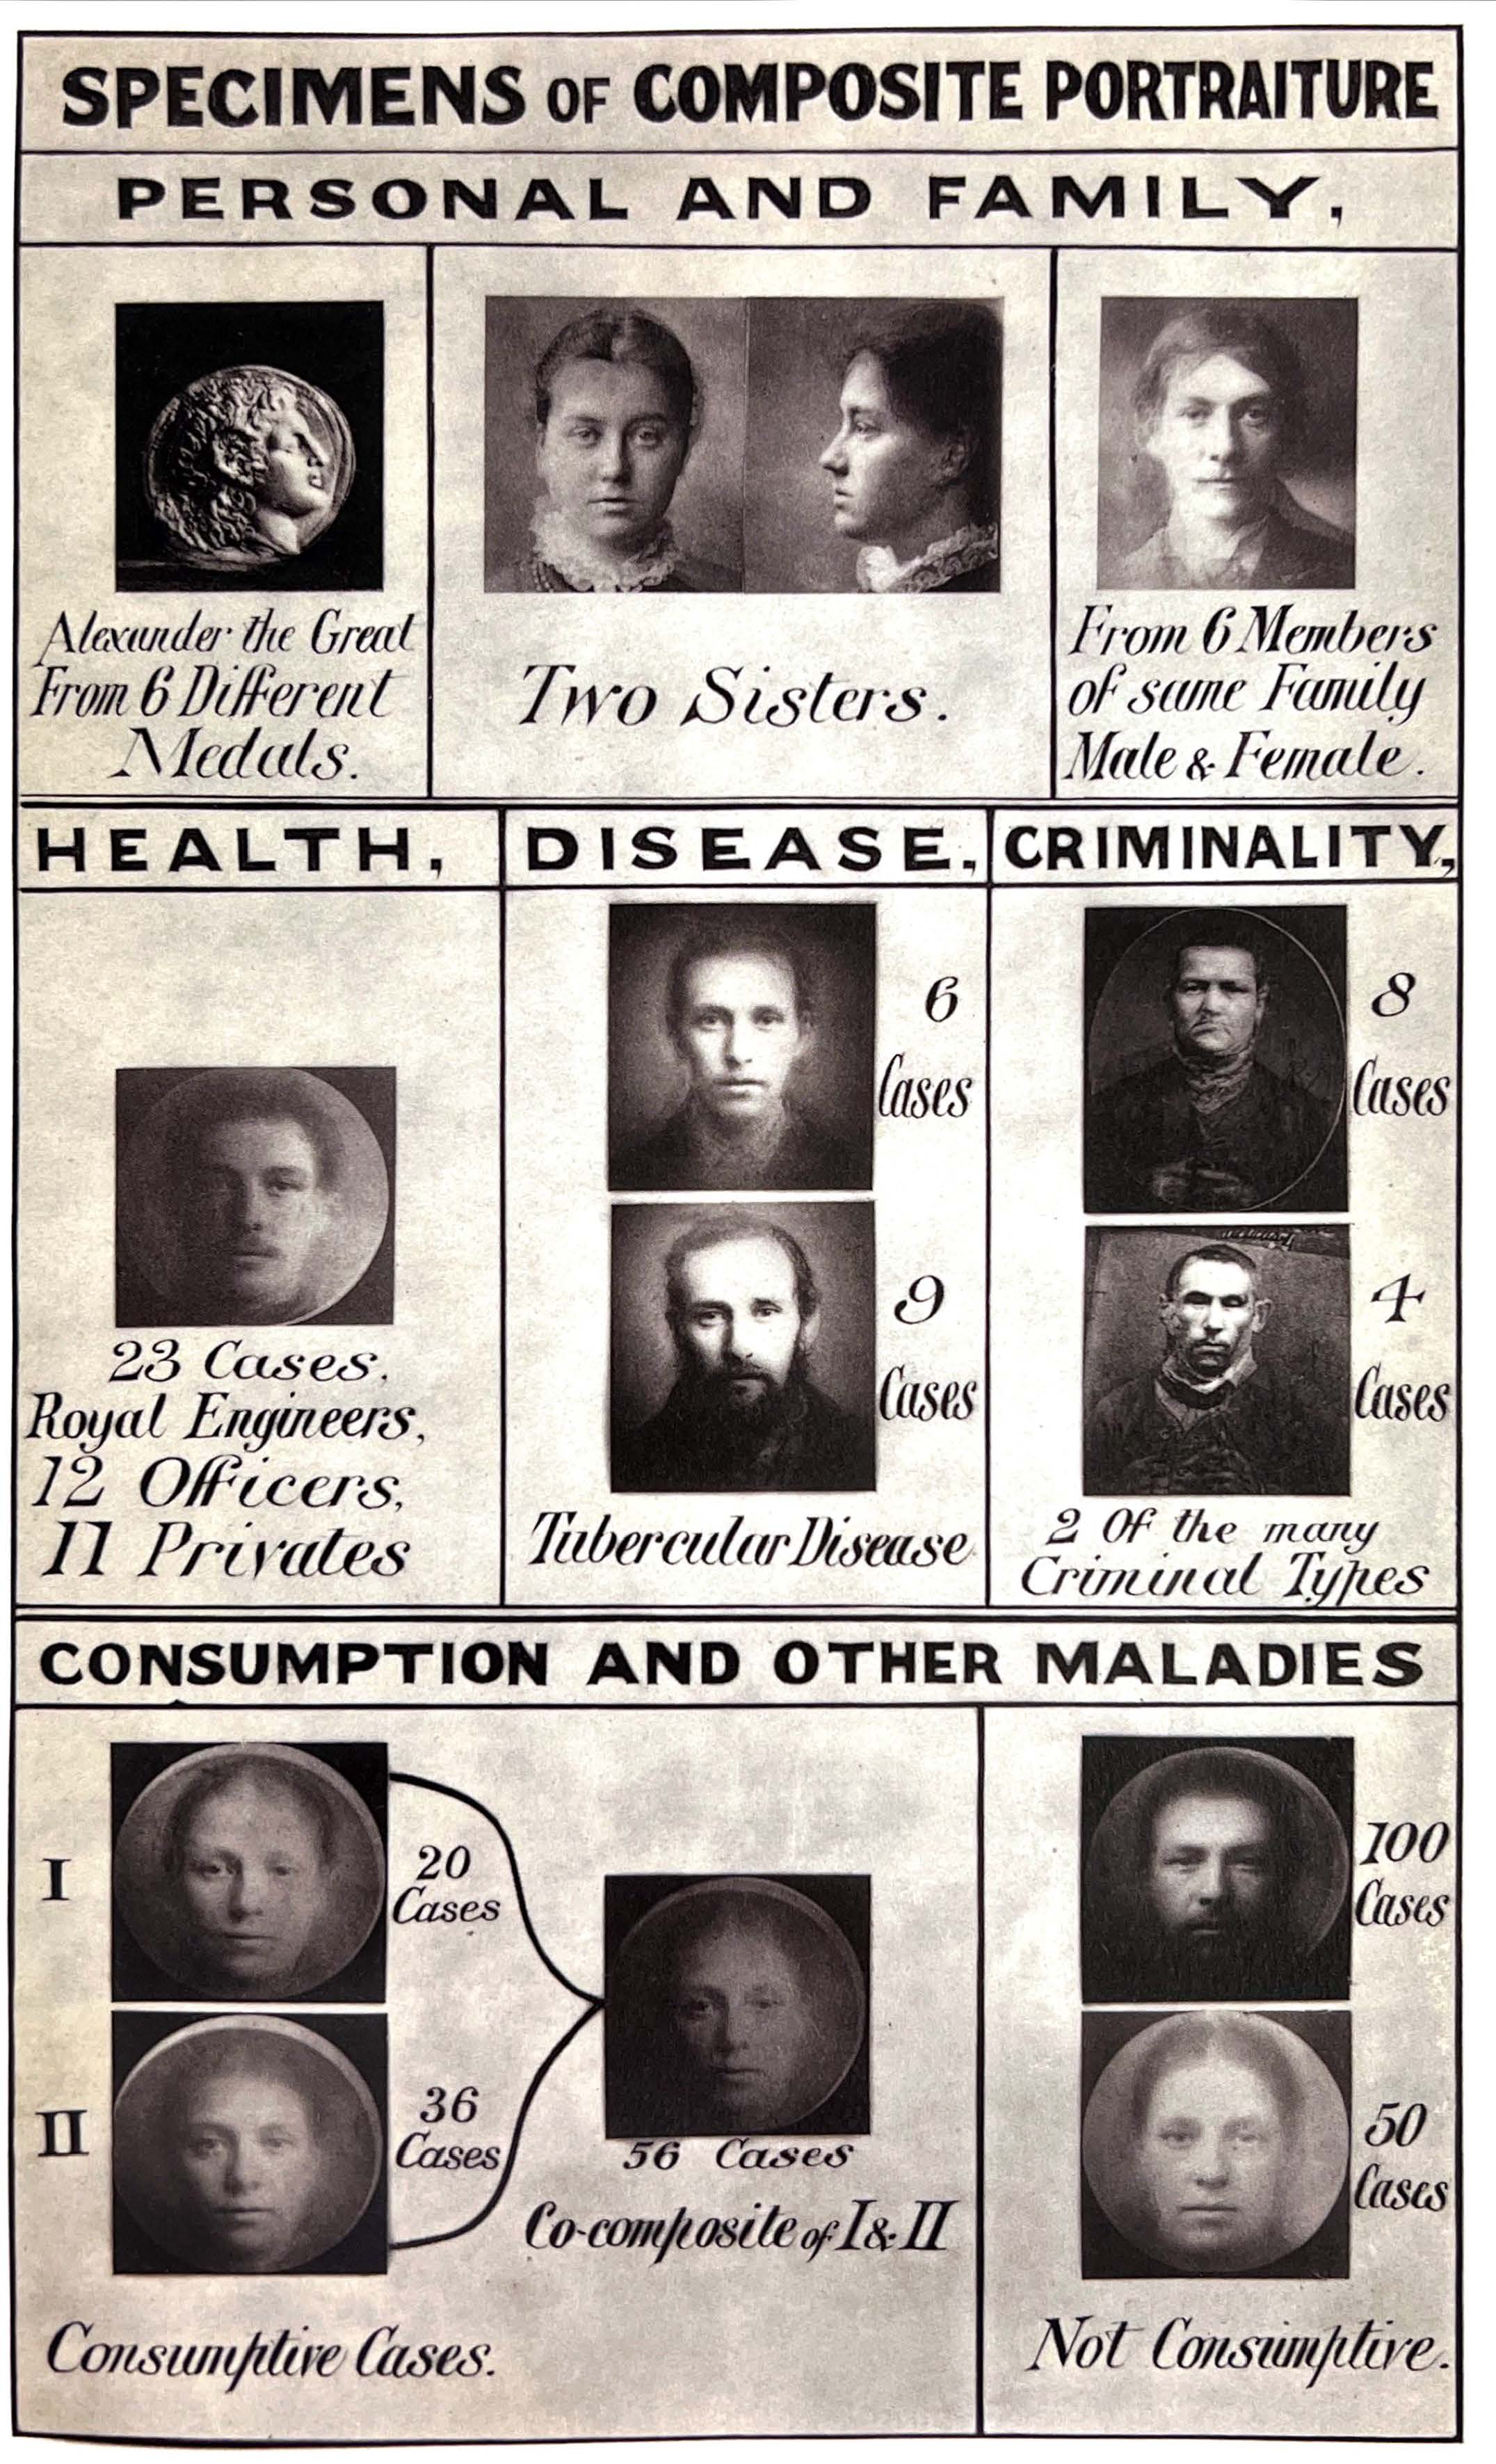 SPECIMENS OF COMPOSITE PORTRAITURE
PERSONAL AND FAMILY,
Alexander the Great
From 6 Different
Medals.
Two Sisters.
From 6 Members
of same Family
Male & Female.
HEALTH,
23 Cases.
Royal Engineers,
12 Officers,
11 Privates
DISEASE,
6
Cases
9
Cases
Tubercular Disease
CRIMINALITY,
8
Cases
4
Cases
2 Of the many
Criminal Types
CONSUMPTION AND OTHER MALADIES
I
20
Cases
II
36
Cases
56 Cases
Co-composite of I & II
Consumptive Cases.
100
Cases
50
Cases
Not Consumptive.